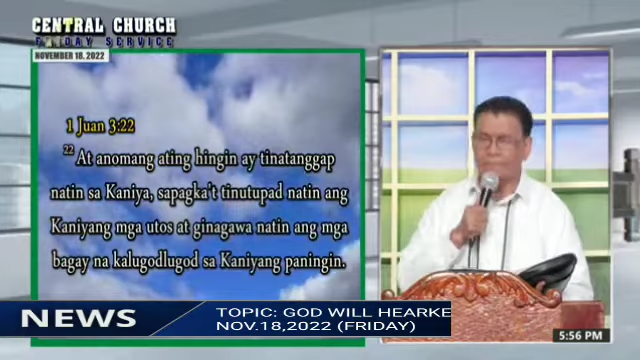 CENTRAL CHURCH
FRIDAY SERVICE
NOVEMBER 18, 2022
1 Juan 3:22
22 At anomang ating hingin ay tinatanggap
natin sa Kaniya, sapagka't tinutupad natin ang
Kaniyang mga utos at ginagawa natin ang mga
bagay na kalugodlugod sa Kaniyang paningin.
NEWS
TOPIC: GOD WILL HEARKE
NOV.18,2022 (FRIDAY)
5:56 PM